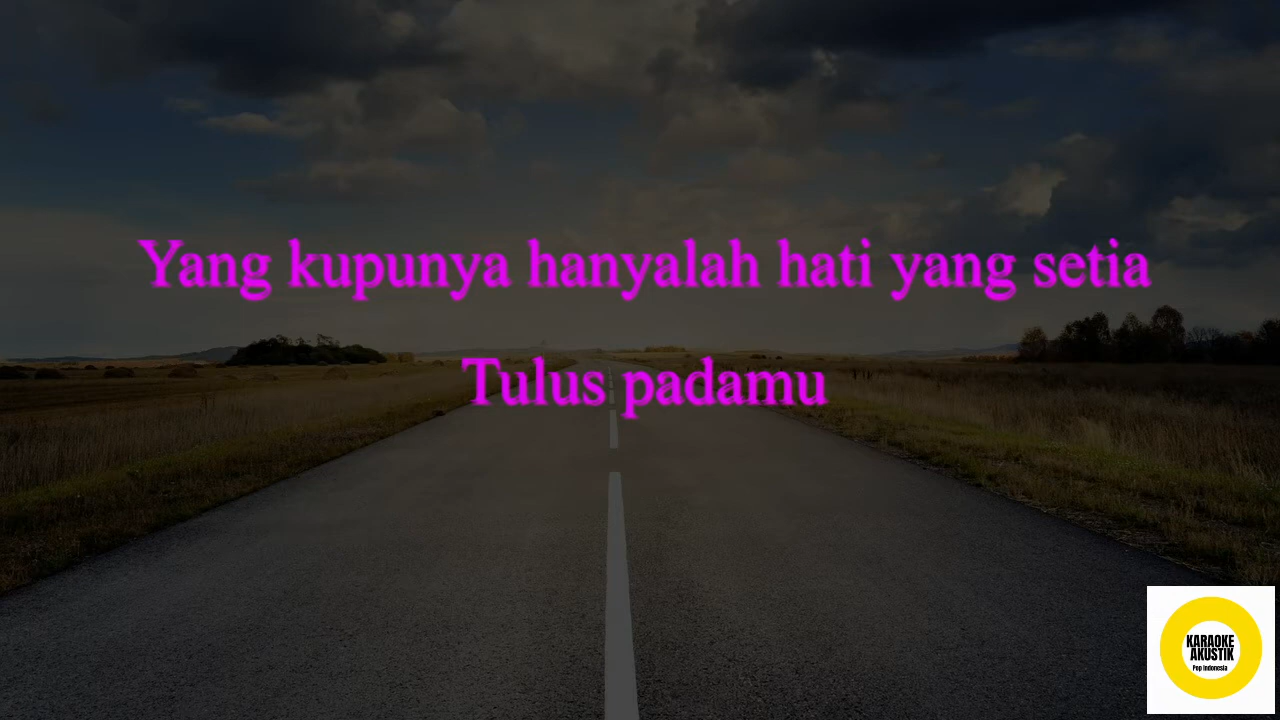 Yang kupunya hanyalah hati yang setia
Tulus padamu
KARAOKE
AKUSTIK
Pop Indonesia